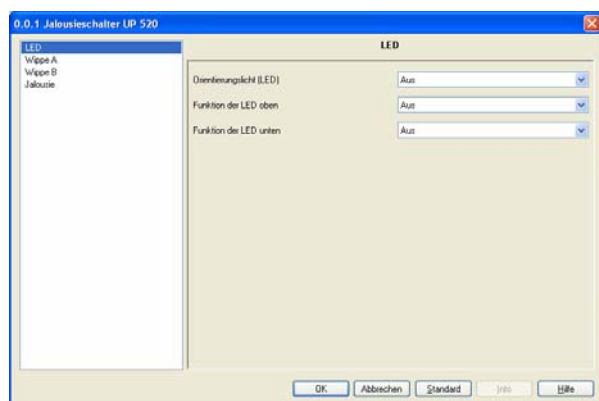 0.0.1 Jalousieschalter UP 520
LED
Wippe A
Wippe B
Jalousie
LED
Orientierungslicht (LED) Aus
Funktion der LED oben Aus
Funktion der LED unten Aus
OK Abbrechen Standard Info Hilfe